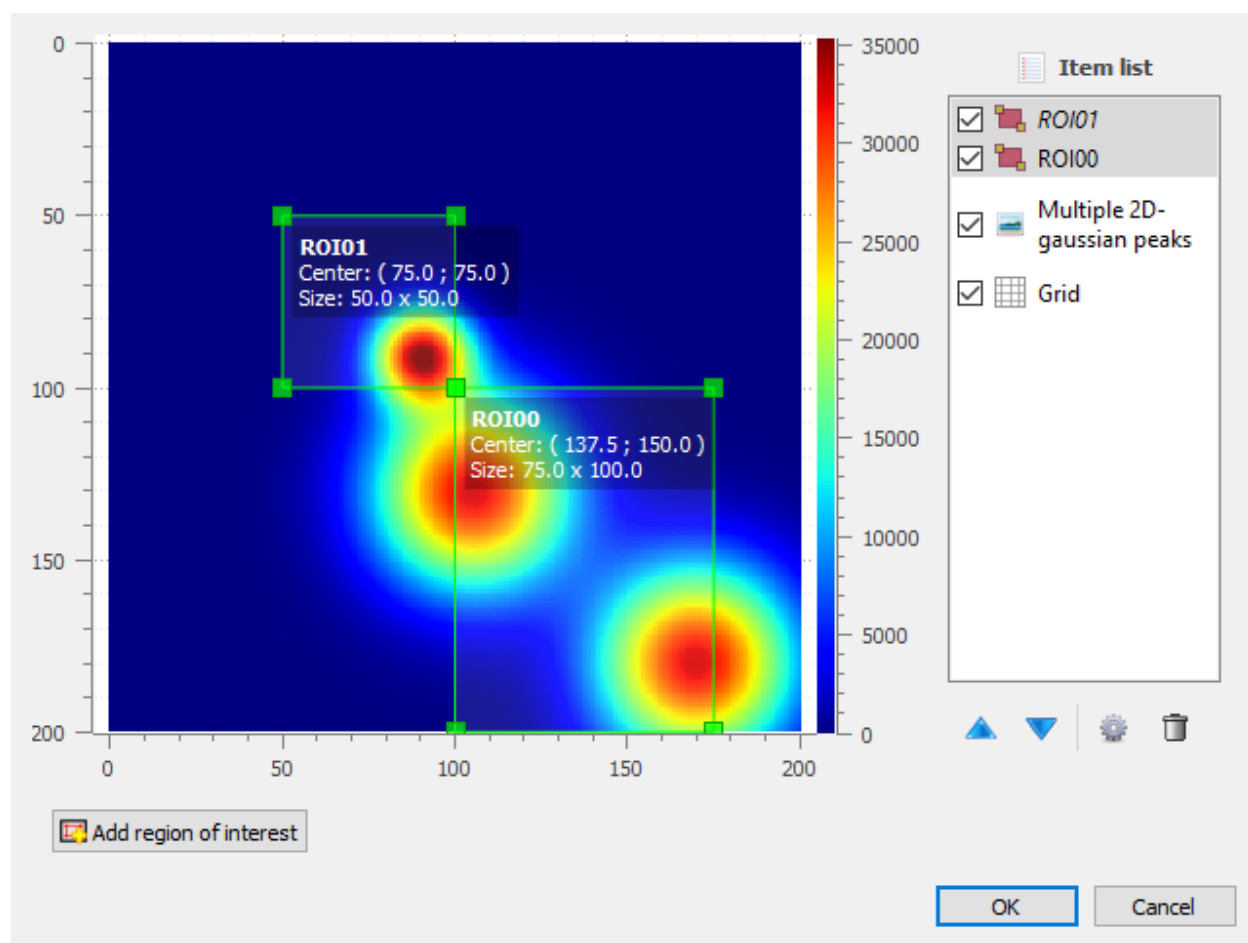 0
50
100
150
200
0
50
100
150
200
35000
30000
25000
20000
15000
10000
5000
0
ROI01
Center: ( 75.0 ; 75.0 )
Size: 50.0 x 50.0
ROI00
Center: ( 137.5 ; 150.0 )
Size: 75.0 x 100.0
Item list
ROI01
ROI00
Multiple 2D-
gaussian peaks
Grid
Add region of interest
OK
Cancel